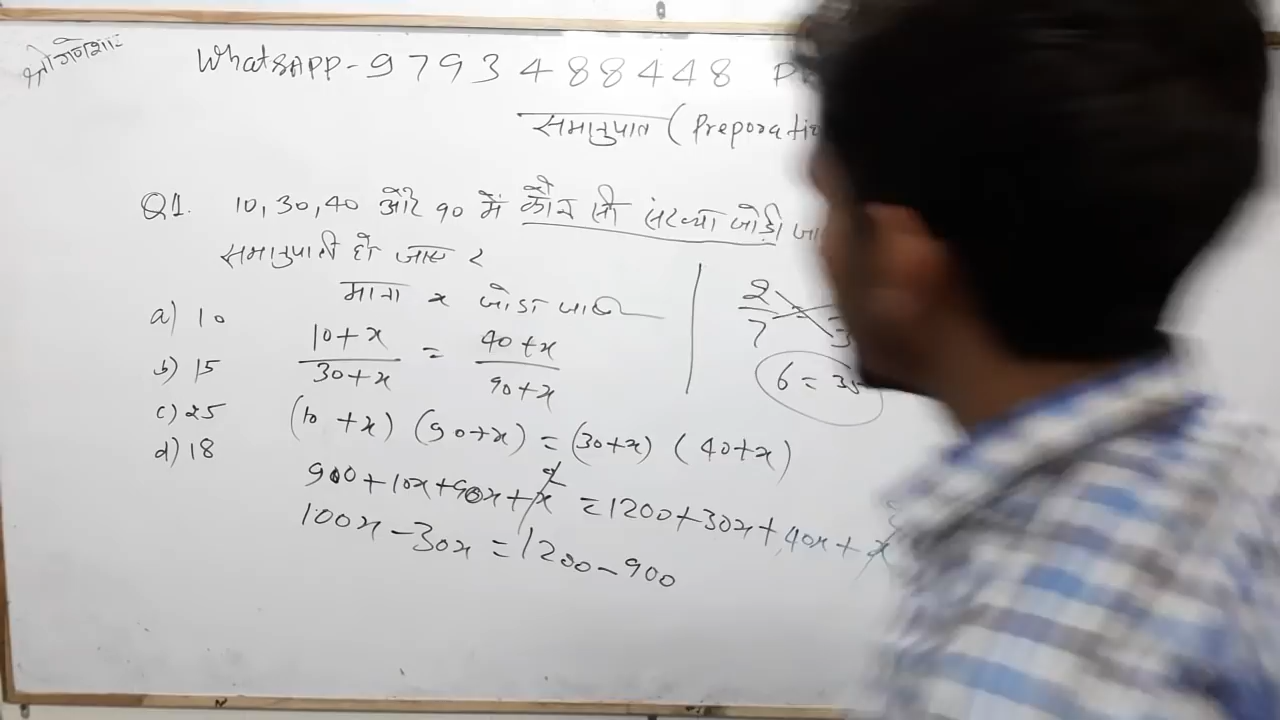 श्री गणेशाय
WhatsAPP - 9793488448
समानुपात (Preporatio
Q1. 10, 30, 40 और 90 में कौन सी संख्या जोड़ी जा
समानुपाती हो जाए ?
माना x जोडा जाता
a) 10
b) 15
c) 25
d) 18
10+x / 30+x = 40+x / 90+x
(10 +x) (90+x) = (30+x) (40+x)
900+10x+90x+x² = 1200+30x+40x+x²
100x - 30x = 1200 - 900
2/7 =
6 = 35